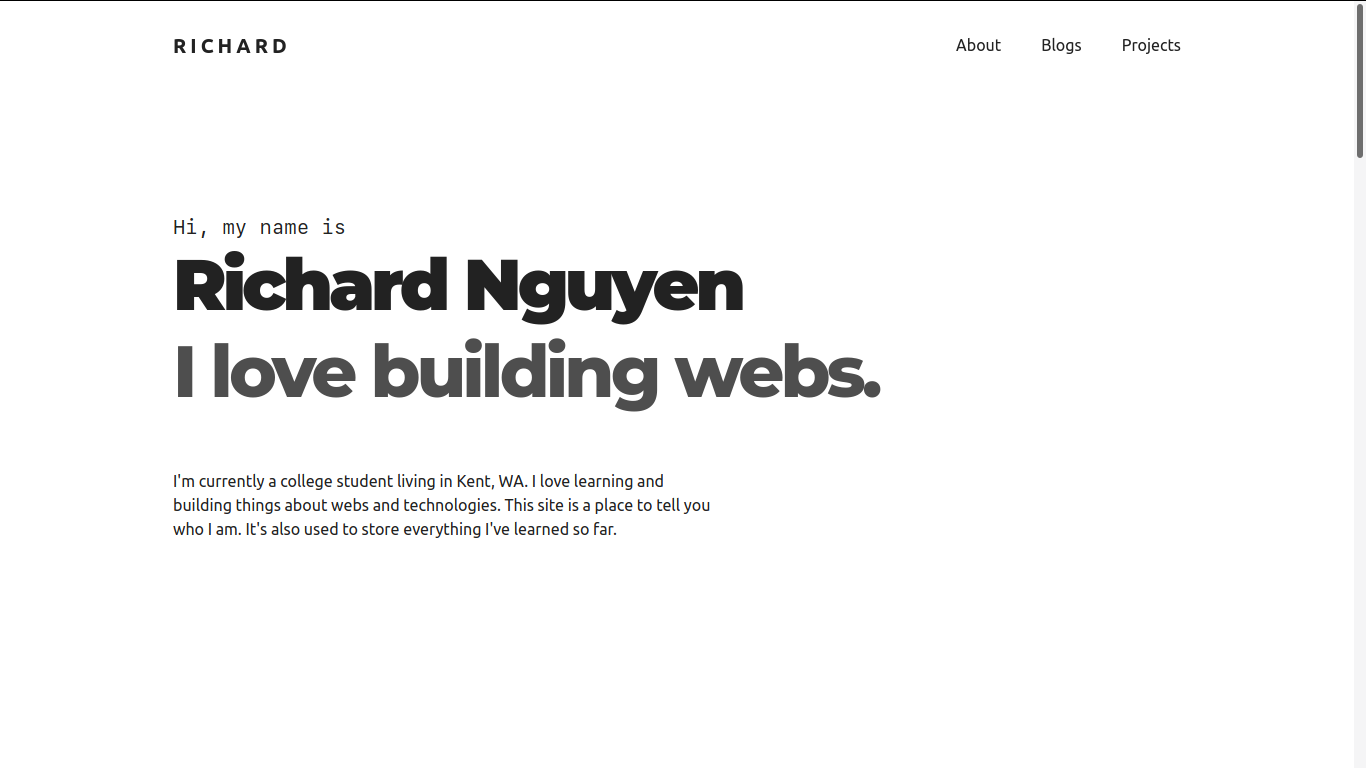 RICHARD
About Blogs Projects
Hi, my name is
Richard Nguyen
I love building webs.
I'm currently a college student living in Kent, WA. I love learning and
building things about webs and technologies. This site is a place to tell you
who I am. It's also used to store everything I've learned so far.